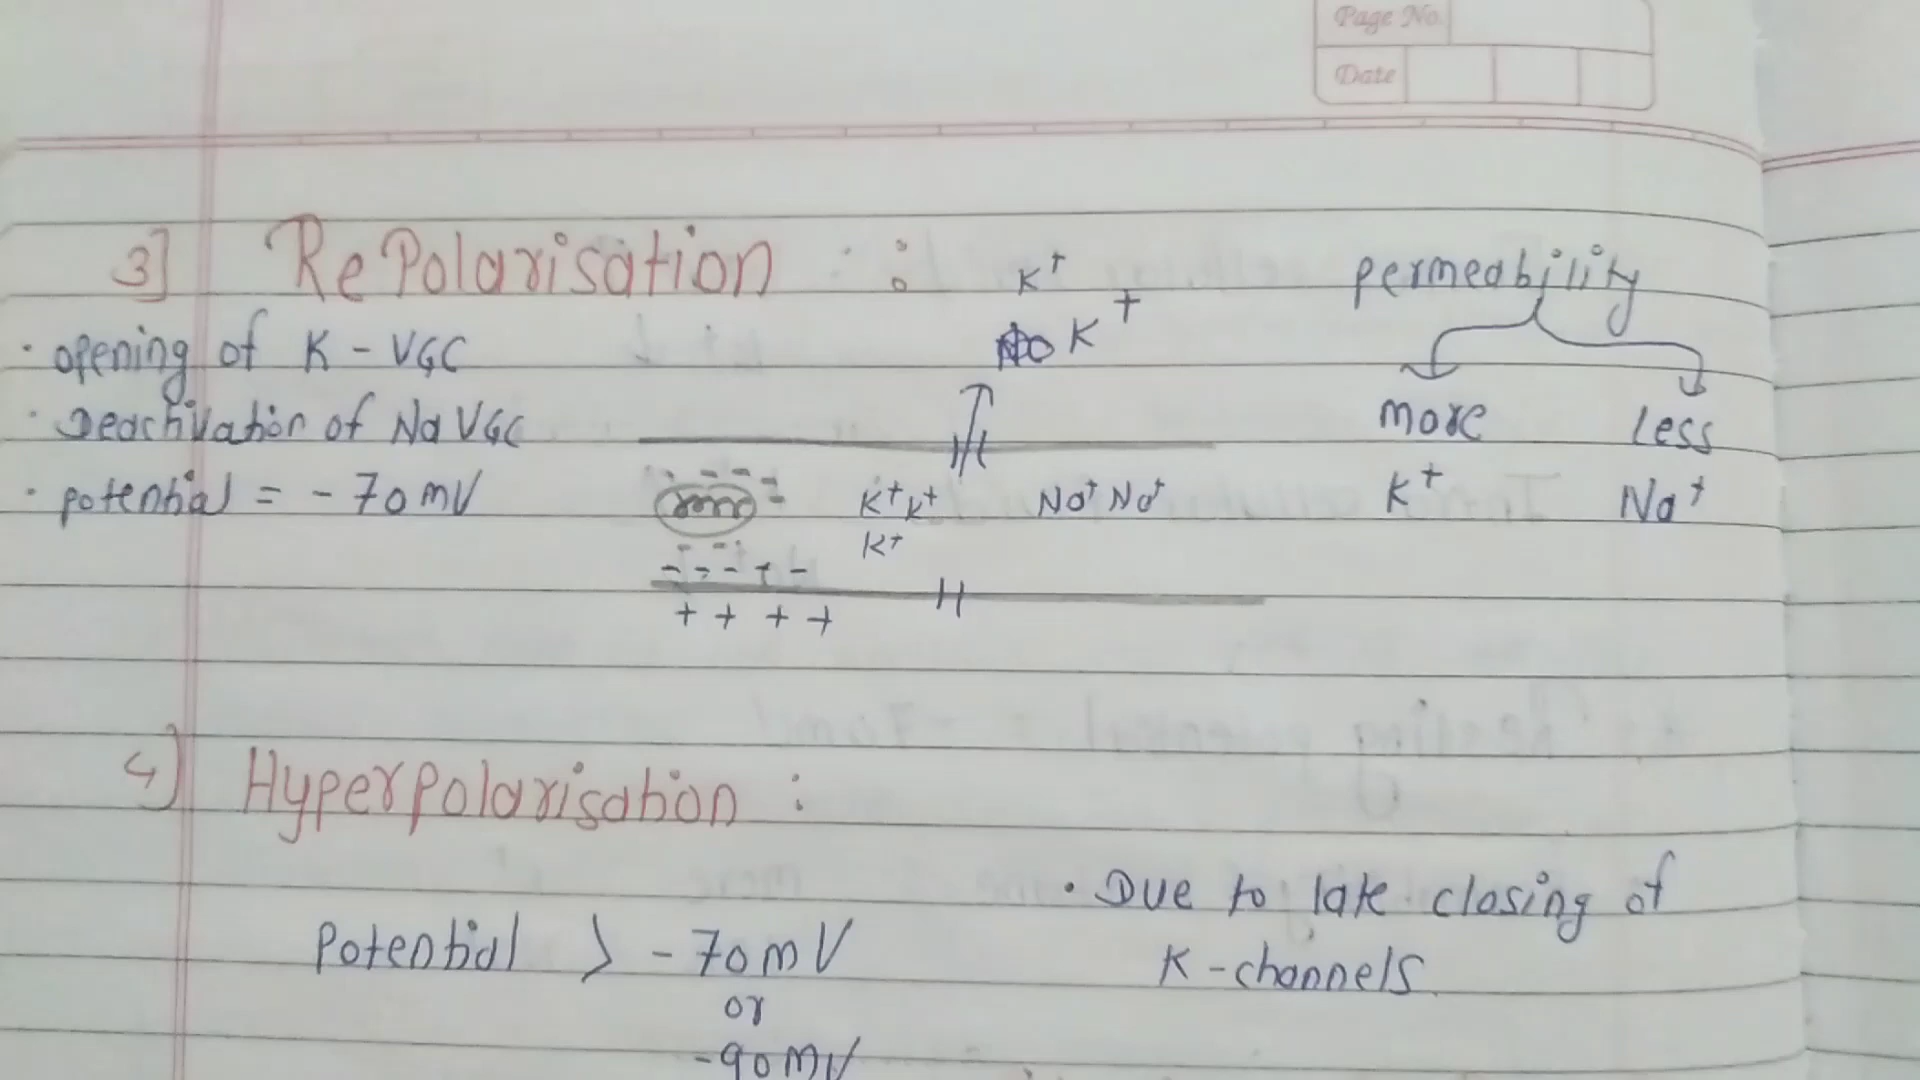 Page No.
Date
3] RePolarisation :
• opening of K - VGC
• Deactivation of Na VGC
• potential = - 70 mV
K+
K+
- - -
K+ K+ Na+ Na+
K+
- - - + -
+ + + +
permeability
more Less
K+ Na+
4] Hyperpolarisation :
Potential > - 70 mV
or
-90 mV
• Due to late closing of
K - channels.